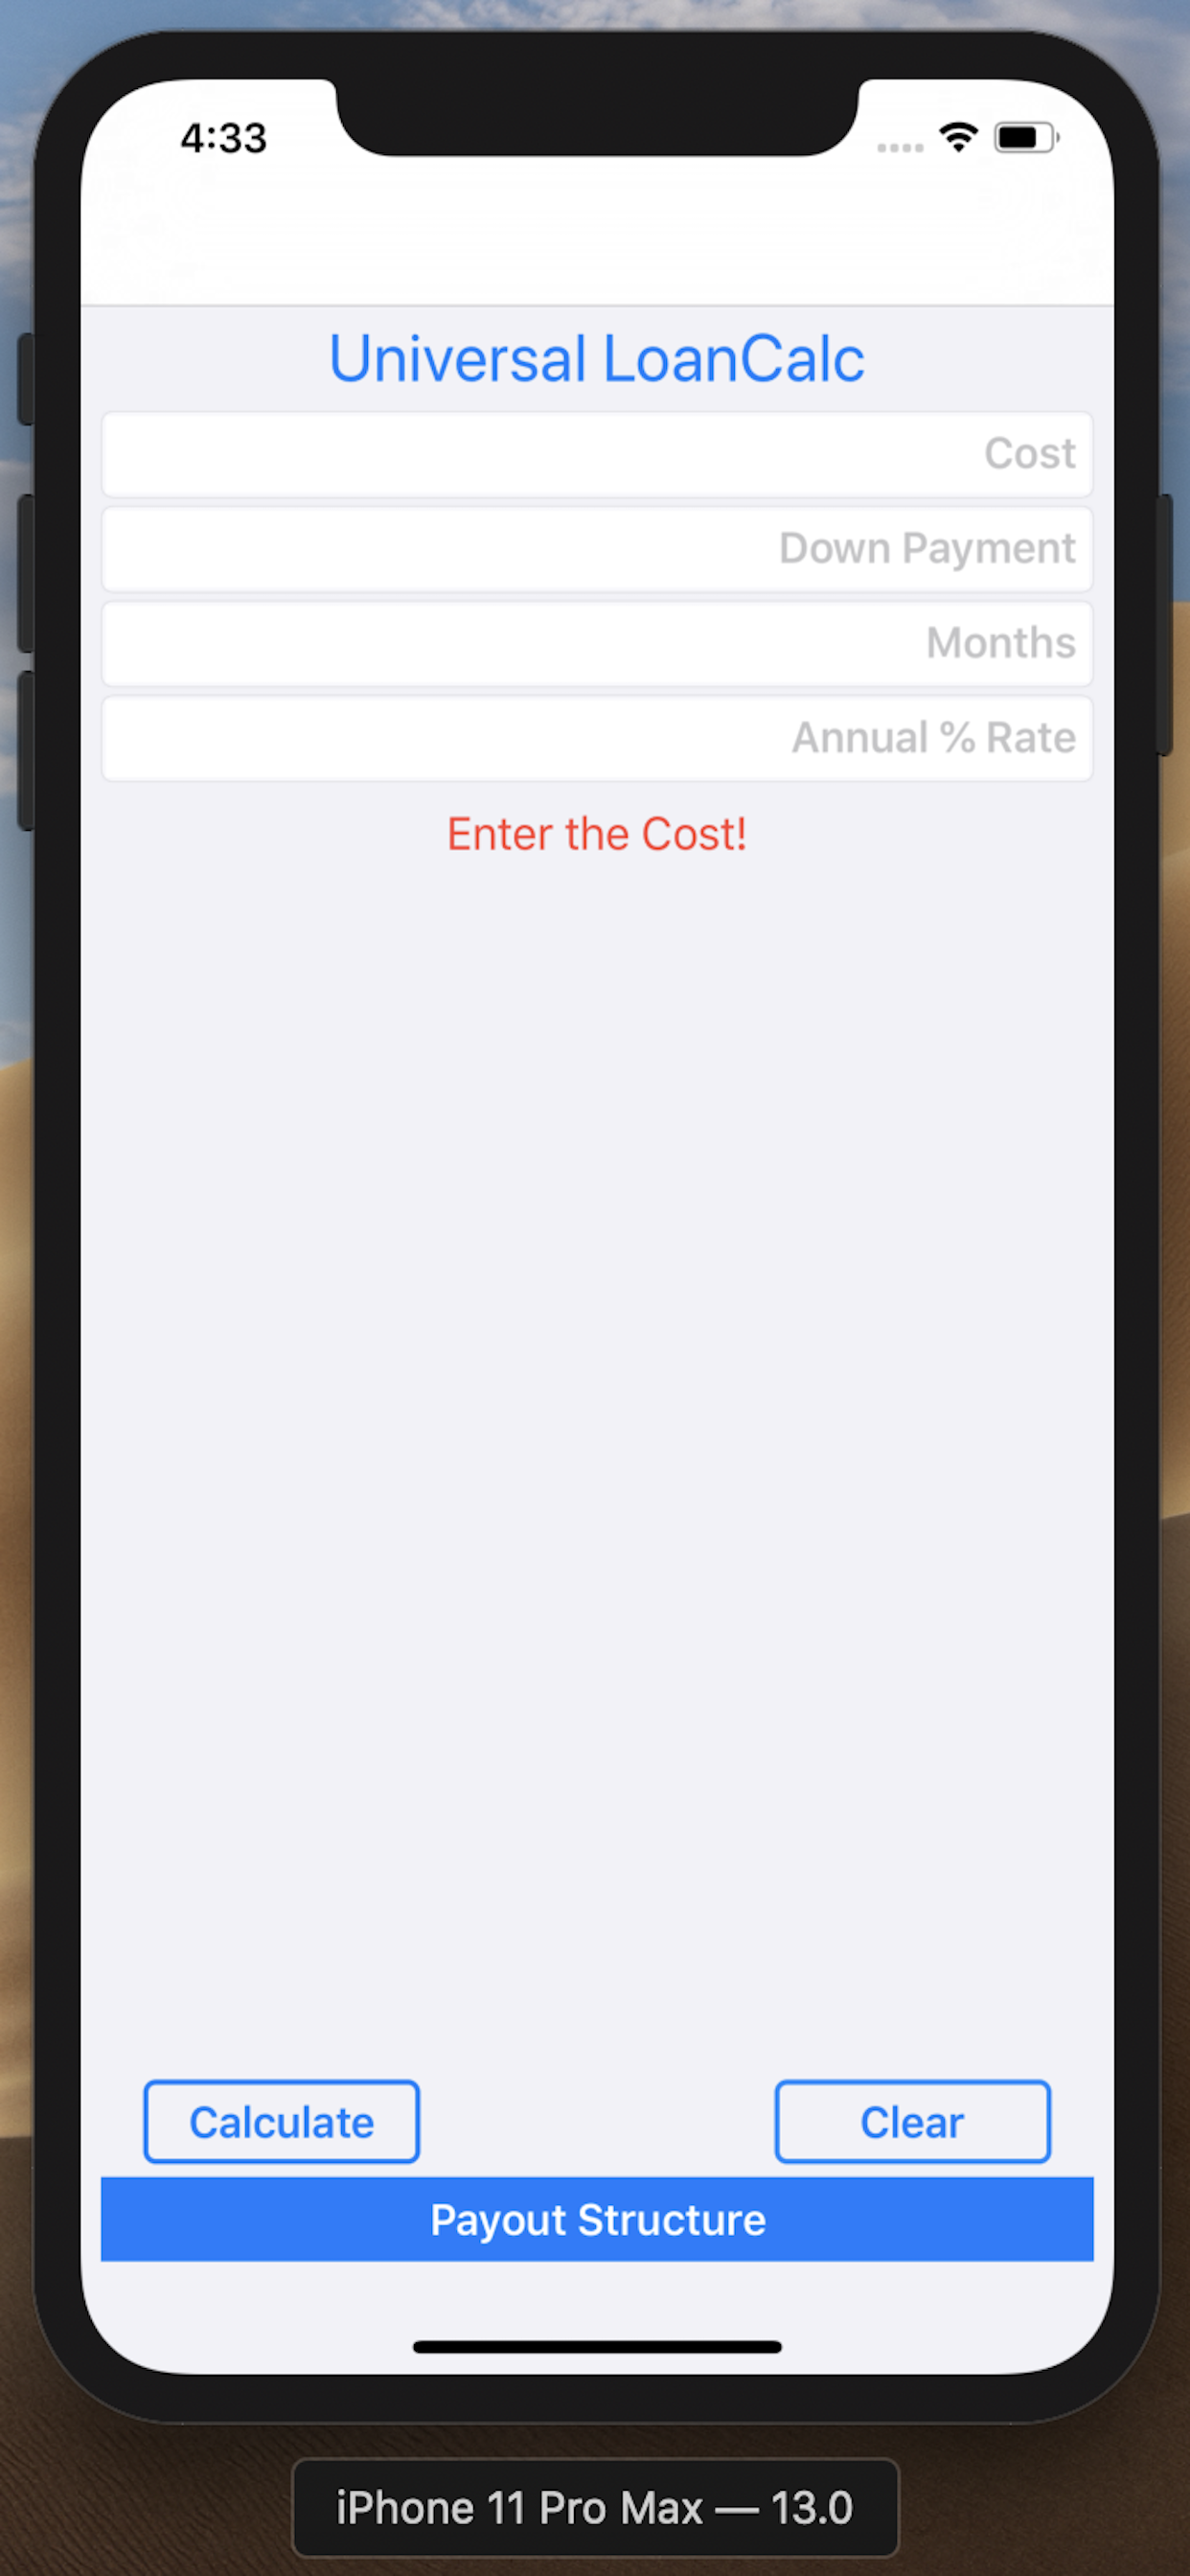 4:33
Universal LoanCalc
Cost
Down Payment
Months
Annual % Rate
Enter the Cost!
Calculate
Clear
Payout Structure
iPhone 11 Pro Max — 13.0